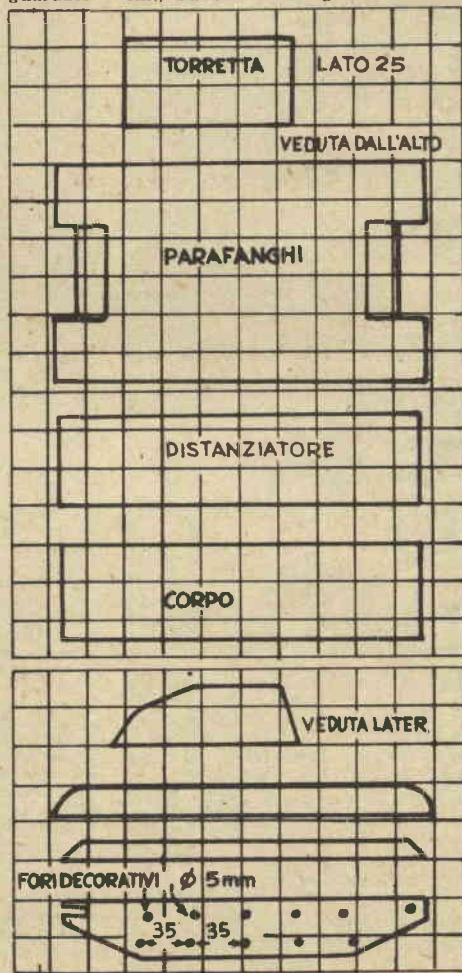 TORRETTA LATO 25
VEDUTA DALL'ALTO
PARAFANGHI
DISTANZIATORE
CORPO
VEDUTA LATER.
FORI DECORATIVI ϕ 5mm
35 35